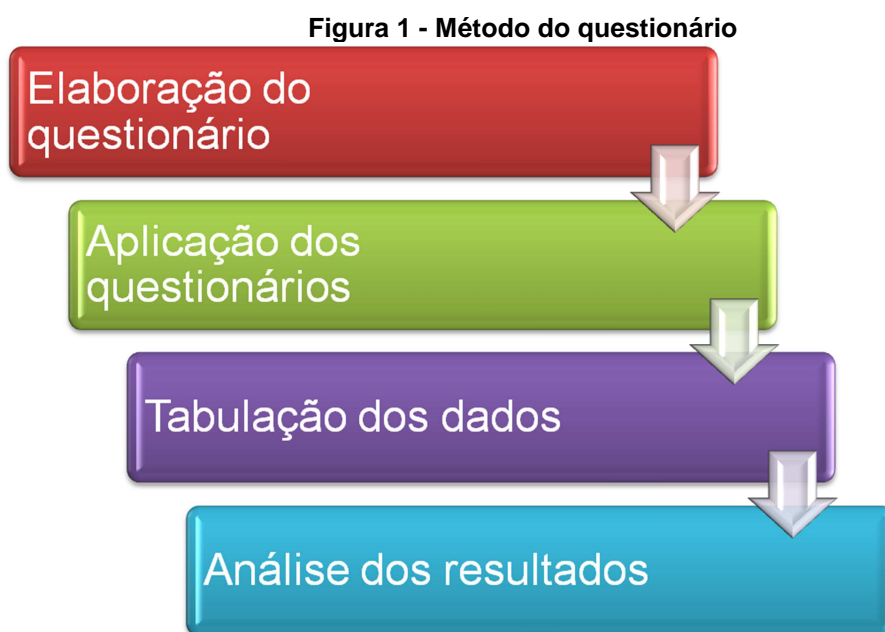 Figura 1 - Método do questionário
Elaboração do
questionário
Aplicação dos
questionários
Tabulação dos dados
Análise dos resultados